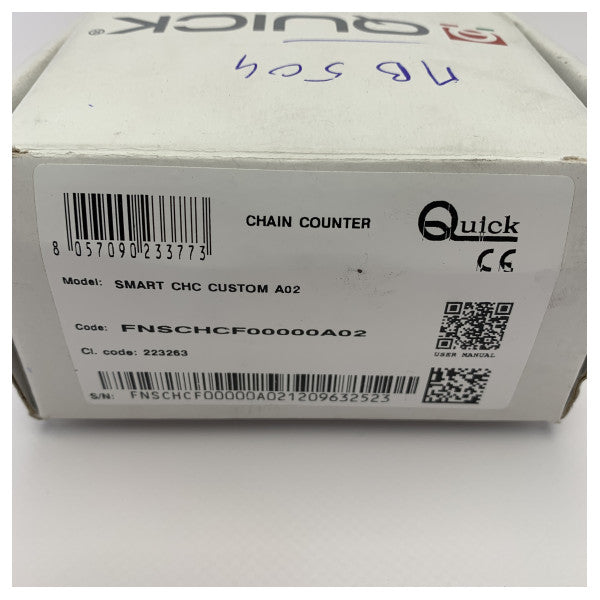 QUICK®
MB 504
CHAIN COUNTER
Quick
CE
8 057090 233773
Model: SMART CHC CUSTOM A02
Code: FNSCHCF00000A02
Cl. code: 223263
USER MANUAL
S/N: FNSCHCF00000A021209632523